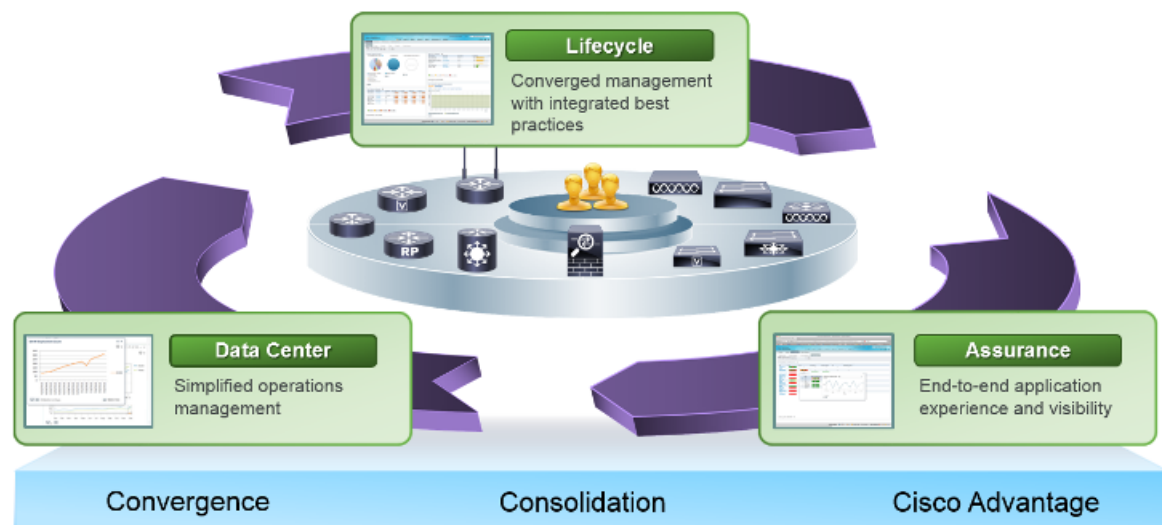 Lifecycle
Converged management
with integrated best
practices
V
RP
V
Data Center
Simplified operations
management
Assurance
End-to-end application
experience and visibility
Convergence
Consolidation
Cisco Advantage